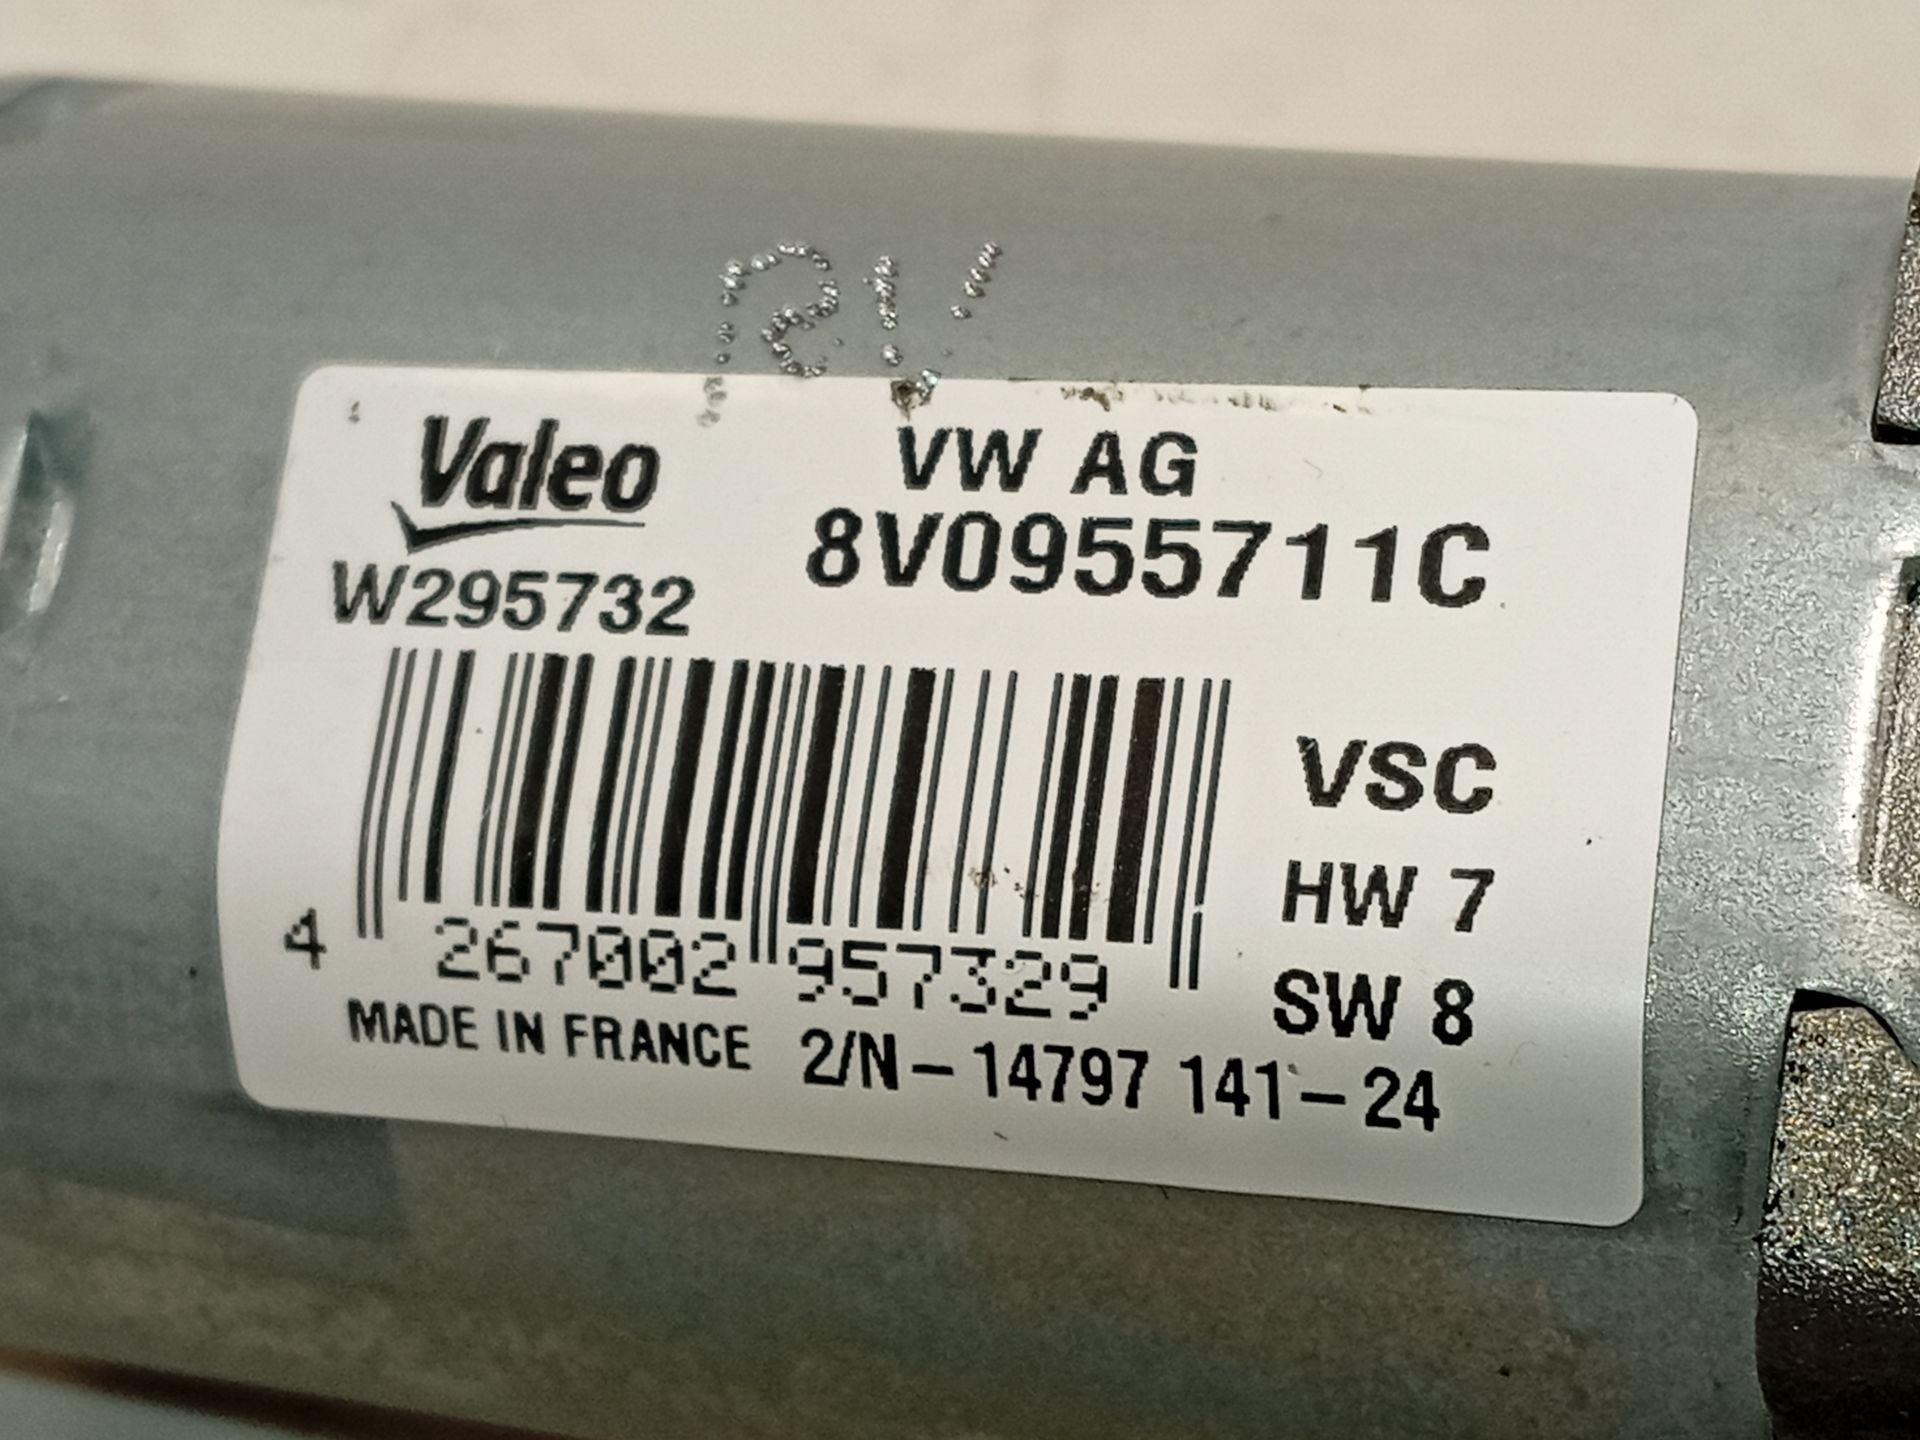 RV
Valeo
VW AG
8V0955711C
W295732
VSC
HW 7
SW 8
4 267002 957329
MADE IN FRANCE 2/N-14797 141-24